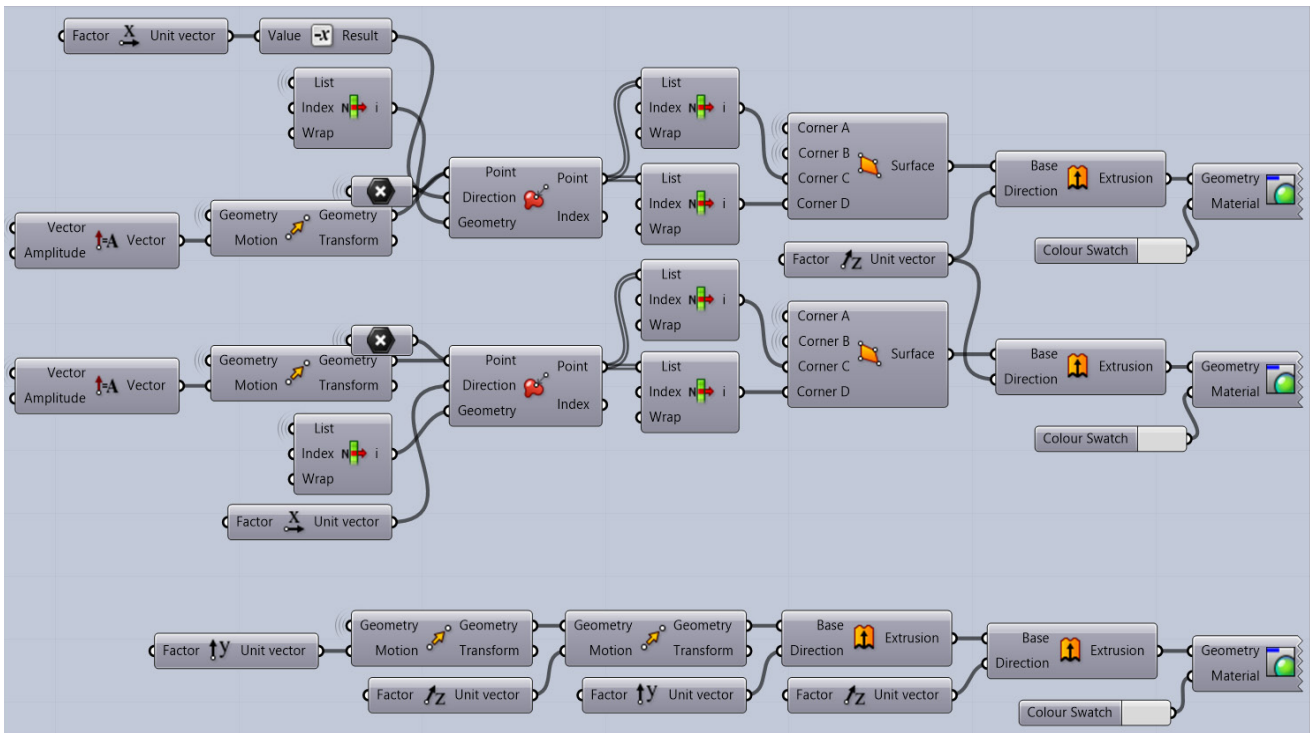 Factor X Unit vector
Value -x Result
List
Index N i
Wrap
List
Index N i
Wrap
Corner A
Corner B
Corner C
Corner D
Surface
Base
Direction
Extrusion
Geometry
Material
Point
Direction
Geometry
Point
Index
Geometry
Motion
Geometry
Transform
Vector
Amplitude
=A Vector
List
Index N i
Wrap
Factor Z Unit vector
Colour Swatch
List
Index N i
Wrap
Corner A
Corner B
Corner C
Corner D
Surface
Base
Direction
Extrusion
Geometry
Material
Vector
Amplitude
=A Vector
Geometry
Motion
Geometry
Transform
Point
Direction
Geometry
Point
Index
List
Index N i
Wrap
Colour Swatch
List
Index N i
Wrap
Factor X Unit vector
Factor y Unit vector
Geometry
Motion
Geometry
Transform
Geometry
Motion
Geometry
Transform
Base
Direction
Extrusion
Base
Direction
Extrusion
Geometry
Material
Factor Z Unit vector
Factor y Unit vector
Factor Z Unit vector
Colour Swatch